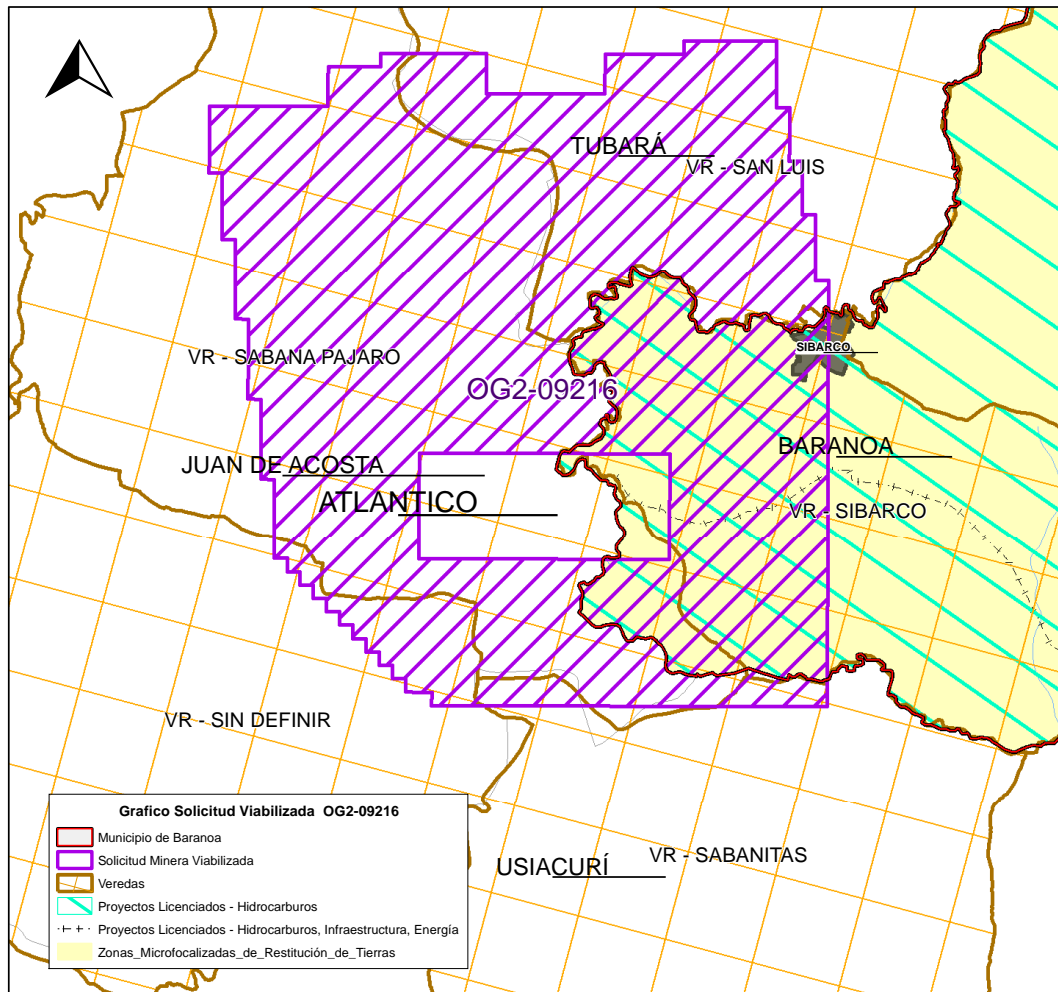 TUBARÁ
VR - SAN LUIS
SIBARCO
VR - SABANA PAJARO
OG2-09216
BARANOA
JUAN DE ACOSTA
ATLANTICO
VR - SIBARCO
VR - SIN DEFINIR
VR - SABANITAS
USIACURÍ
Grafico Solicitud Viabilizada OG2-09216
Municipio de Baranoa
Solicitud Minera Viabilizada
Veredas
Proyectos Licenciados - Hidrocarburos
Proyectos Licenciados - Hidrocarburos, Infraestructura, Energía
Zonas_Microfocalizadas_de_Restitución_de_Tierras